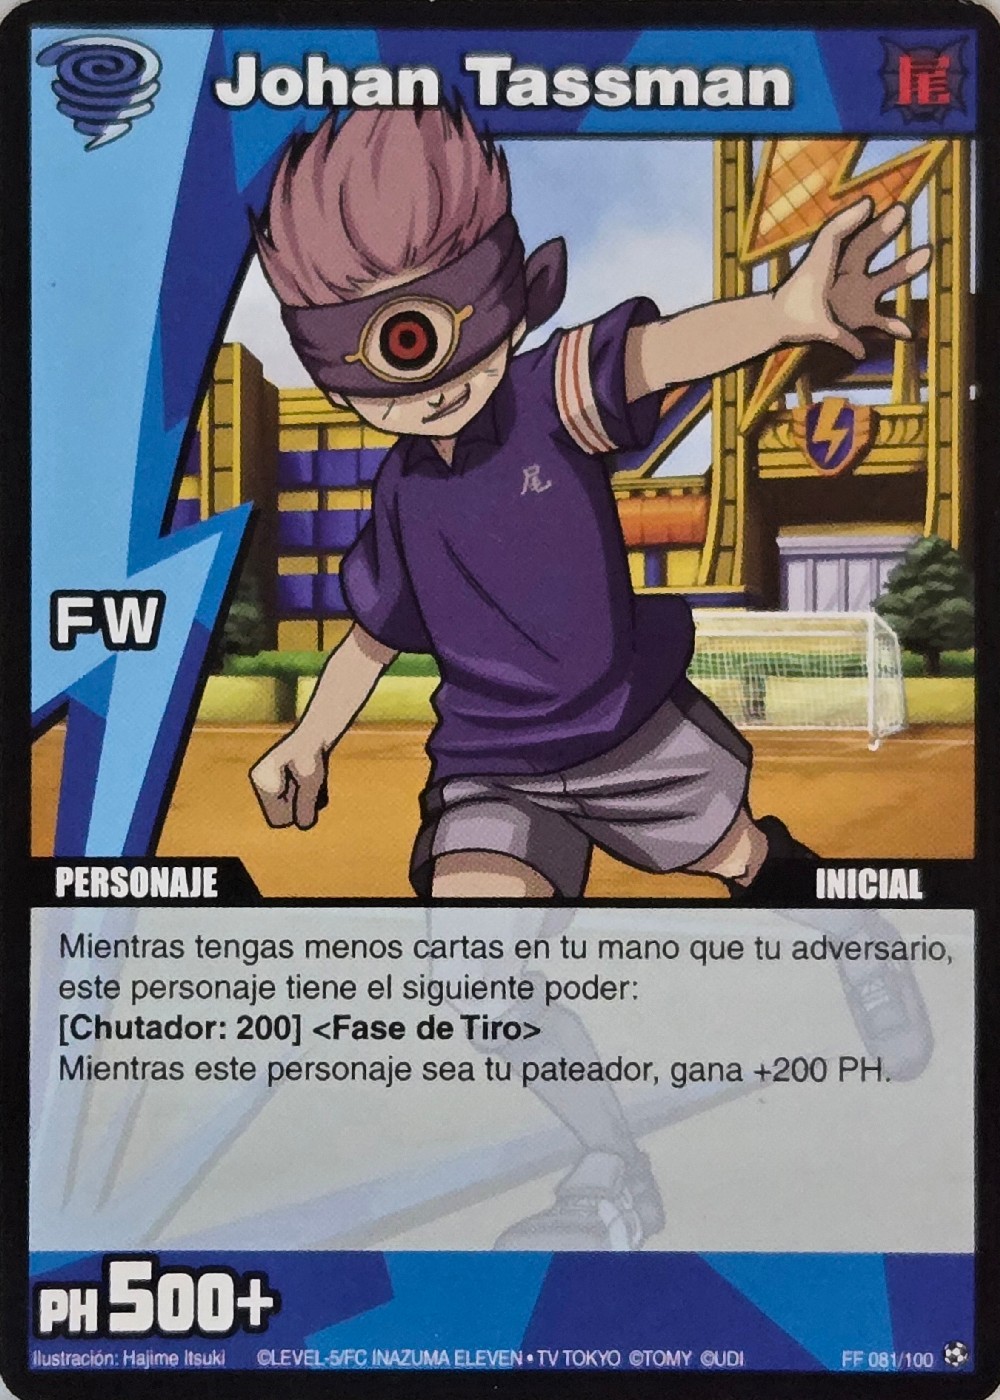 Johan Tassman
尾
尾
FW
PERSONAJE
INICIAL
Mientras tengas menos cartas en tu mano que tu adversario,
este personaje tiene el siguiente poder:
[Chutador: 200] <Fase de Tiro>
Mientras este personaje sea tu pateador, gana +200 PH.
PH 500+
Ilustración: Hajime Itsuki ©LEVEL-5/FC INAZUMA ELEVEN • TV TOKYO ©TOMY ©UDI FF 081/100